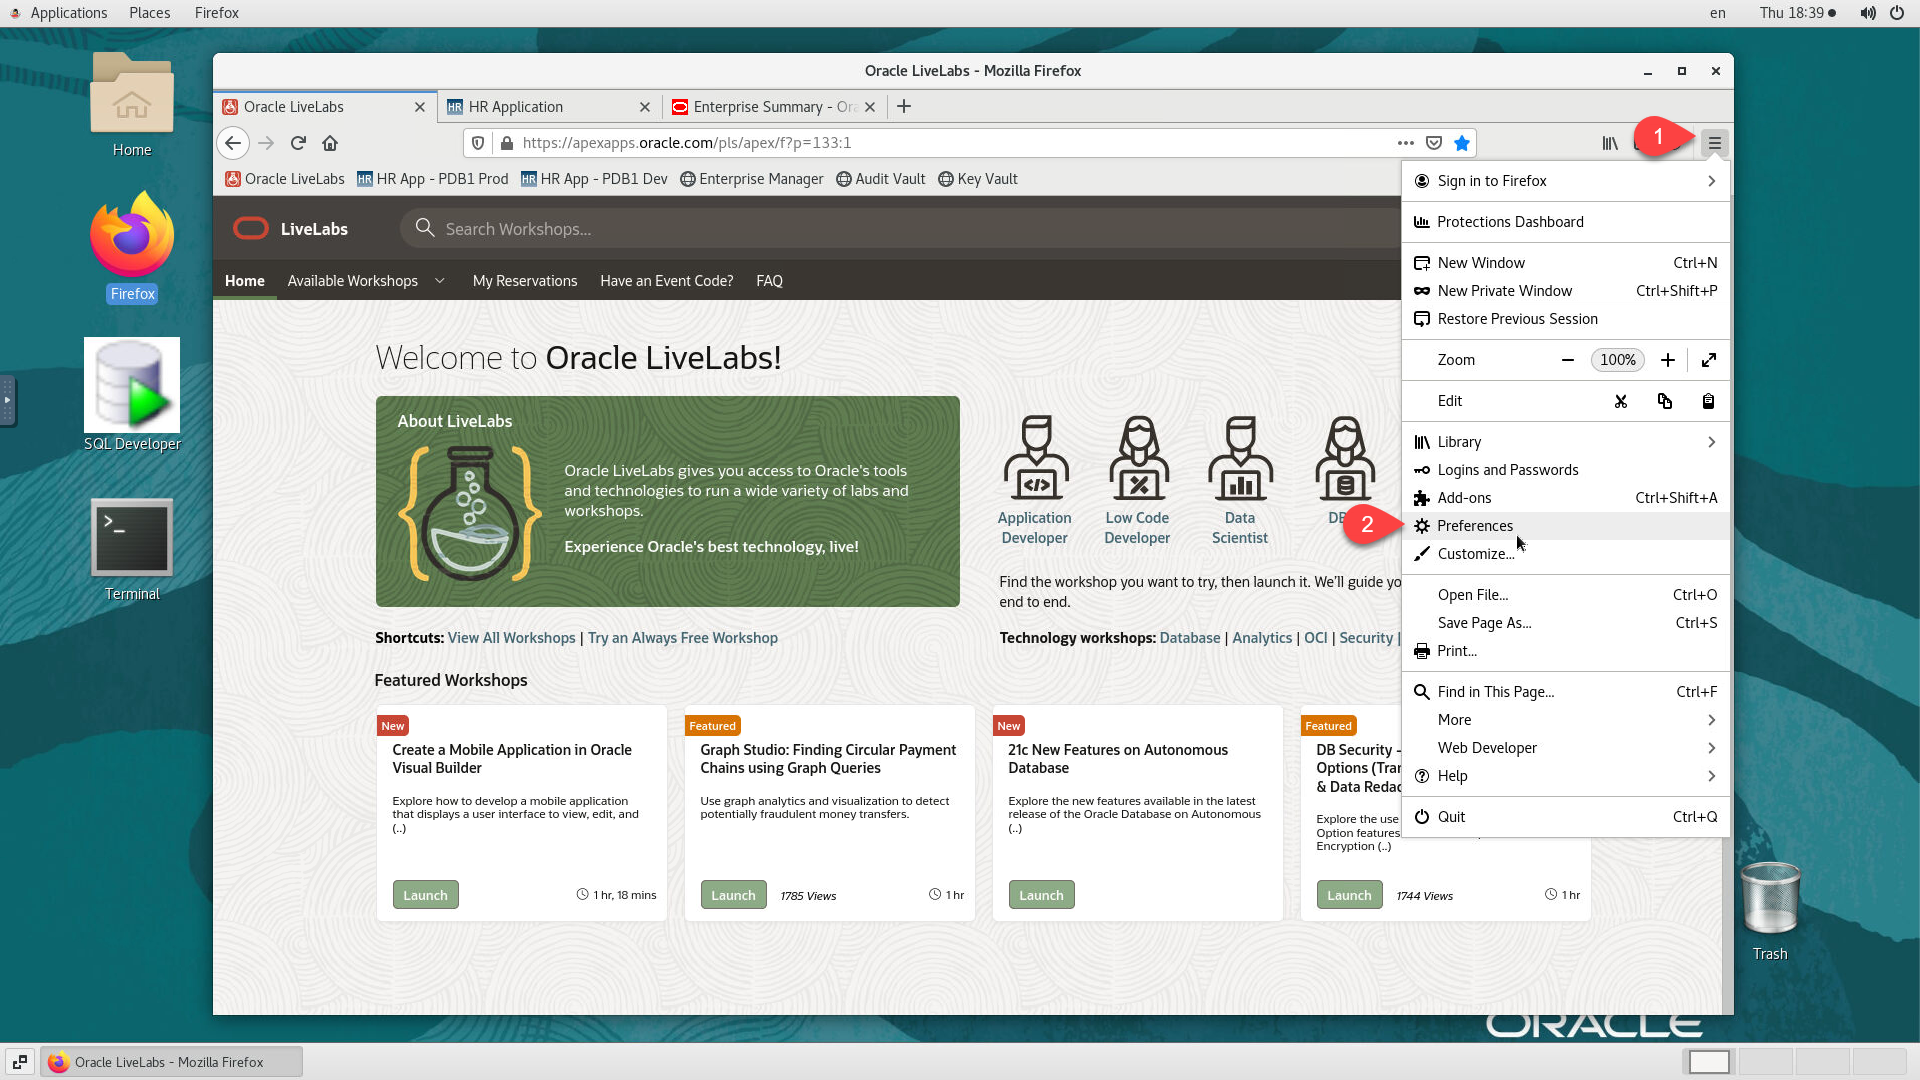 Applications Places Firefox en Thu 18:39
Oracle LiveLabs - Mozilla Firefox
Oracle LiveLabs HR Application Enterprise Summary - Ora
https://apexapps.oracle.com/pls/apex/f?p=133:1
1
Oracle LiveLabs HR App - PDB1 Prod HR App - PDB1 Dev Enterprise Manager Audit Vault Key Vault
LiveLabs Search Workshops...
Home Available Workshops My Reservations Have an Event Code? FAQ
Welcome to Oracle LiveLabs!
About LiveLabs
Oracle LiveLabs gives you access to Oracle's tools
and technologies to run a wide variety of labs and
workshops.
Experience Oracle's best technology, live!
Application
Developer
Low Code
Developer
Data
Scientist
Find the workshop you want to try, then launch it. We'll guide
end to end.
Shortcuts: View All Workshops | Try an Always Free Workshop
Technology workshops: Database | Analytics | OCI | Security |
Featured Workshops
New
Create a Mobile Application in Oracle
Visual Builder
Explore how to develop a mobile application
that displays a user interface to view, edit, and
(..)
Launch 1 hr, 18 mins
Featured
Graph Studio: Finding Circular Payment
Chains using Graph Queries
Use graph analytics and visualization to detect
potentially fraudulent money transfers.
Launch 1785 Views 1 hr
New
21c New Features on Autonomous
Database
Explore the new features available in the latest
release of the Oracle Database on Autonomous
(..)
Launch
Featured
DB Security -
Options (Tran
& Data Redac
Explore the use
Option features
Encryption (..)
Launch 1744 Views 1 hr
Sign in to Firefox
Protections Dashboard
New Window Ctrl+N
New Private Window Ctrl+Shift+P
Restore Previous Session
Zoom 100%
Edit
Library
Logins and Passwords
Add-ons Ctrl+Shift+A
2
Preferences
Customize...
Open File... Ctrl+O
Save Page As... Ctrl+S
Print...
Find in This Page... Ctrl+F
More
Web Developer
Help
Quit Ctrl+Q
Home
Firefox
SQL Developer
Terminal
Trash
ORACLE
Oracle LiveLabs - Mozilla Firefox